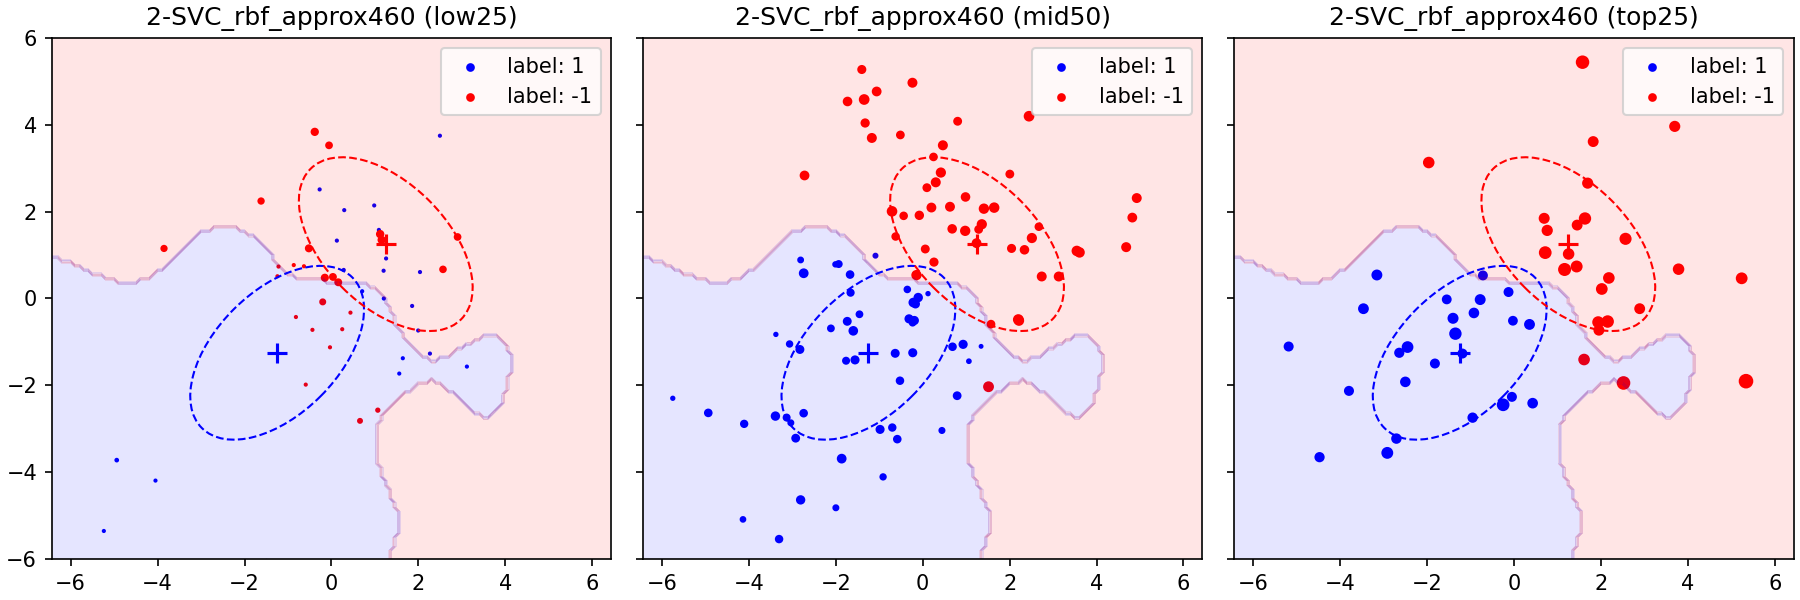 2-SVC_rbf_approx460 (low25)
2-SVC_rbf_approx460 (mid50)
2-SVC_rbf_approx460 (top25)
label: 1
label: -1
label: 1
label: -1
label: 1
label: -1
6
4
2
0
−2
−4
−6
−6 −4 −2 0 2 4 6
−6 −4 −2 0 2 4 6
−6 −4 −2 0 2 4 6